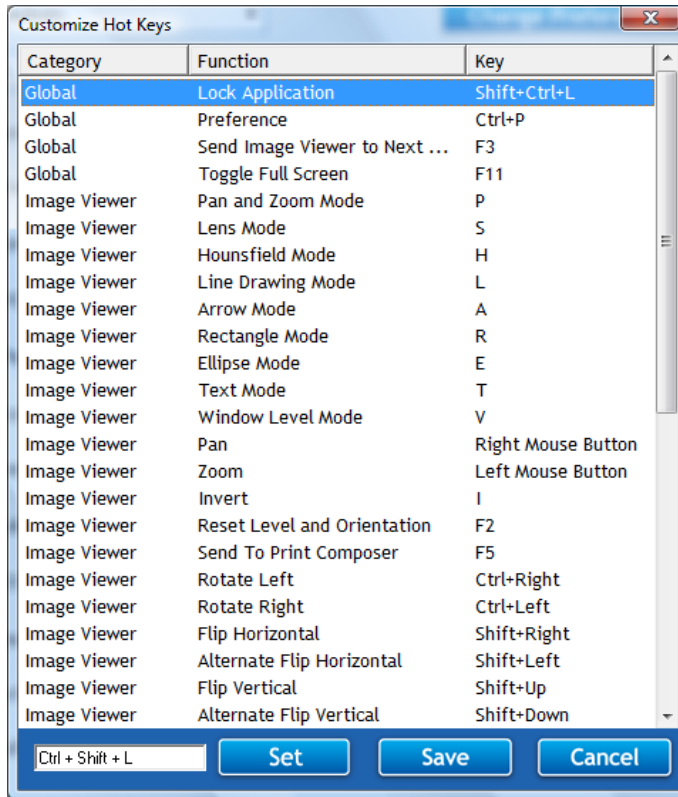 Customize Hot Keys
Category Function Key
Global Lock Application Shift+Ctrl+L
Global Preference Ctrl+P
Global Send Image Viewer to Next ... F3
Global Toggle Full Screen F11
Image Viewer Pan and Zoom Mode P
Image Viewer Lens Mode S
Image Viewer Hounsfield Mode H
Image Viewer Line Drawing Mode L
Image Viewer Arrow Mode A
Image Viewer Rectangle Mode R
Image Viewer Ellipse Mode E
Image Viewer Text Mode T
Image Viewer Window Level Mode V
Image Viewer Pan Right Mouse Button
Image Viewer Zoom Left Mouse Button
Image Viewer Invert I
Image Viewer Reset Level and Orientation F2
Image Viewer Send To Print Composer F5
Image Viewer Rotate Left Ctrl+Right
Image Viewer Rotate Right Ctrl+Left
Image Viewer Flip Horizontal Shift+Right
Image Viewer Alternate Flip Horizontal Shift+Left
Image Viewer Flip Vertical Shift+Up
Image Viewer Alternate Flip Vertical Shift+Down
Ctrl + Shift + L Set Save Cancel